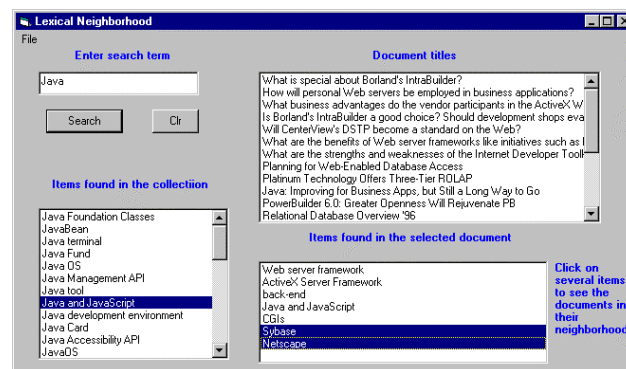 Lexical Neighborhood
File
Enter search term
Java
Search
Clr
Items found in the collectiion
Java Foundation Classes
JavaBean
Java terminal
Java Fund
Java OS
Java Management API
Java tool
Java and JavaScript
Java development environment
Java Card
Java Accessibility API
JavaOS
Document titles
What is special about Borland's IntraBuilder?
How will personal Web servers be employed in business applications?
What business advantages do the vendor participants in the ActiveX W
Is Borland's IntraBuilder a good choice? Should development shops eva
Will CenterView's DSTP become a standard on the Web?
What are the benefits of Web server frameworks like initiatives such as I
What are the strengths and weaknesses of the Internet Developer Toolk
Planning for Web-Enabled Database Access
Platinum Technology Offers Three-Tier ROLAP
Java: Improving for Business Apps, but Still a Long Way to Go
PowerBuilder 6.0: Greater Openness Will Rejuvenate PB
Relational Database Overview '96
Items found in the selected document
Web server framework
ActiveX Server Framework
back-end
Java and JavaScript
CGIs
Sybase
Netscape
Click on
several items
to see the
documents in
their
neighborhood